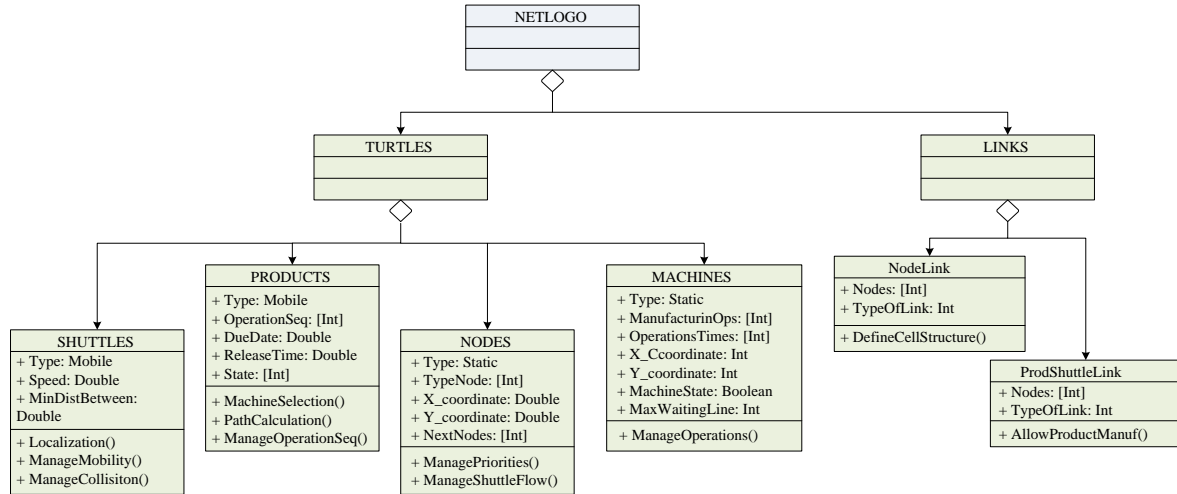 NETLOGO
TURTLES
LINKS
SHUTTLES
+ Type: Mobile
+ Speed: Double
+ MinDistBetween:
Double
+ Localization()
+ ManageMobility()
+ ManageCollisiton()
PRODUCTS
+ Type: Mobile
+ OperationSeq: [Int]
+ DueDate: Double
+ ReleaseTime: Double
+ State: [Int]
+ MachineSelection()
+ PathCalculation()
+ ManageOperationSeq()
NODES
+ Type: Static
+ TypeNode: [Int]
+ X_coordinate: Double
+ Y_coordinate: Double
+ NextNodes: [Int]
+ ManagePriorities()
+ ManageShuttleFlow()
MACHINES
+ Type: Static
+ ManufacturinOps: [Int]
+ OperationsTimes: [Int]
+ X_Ccoordinate: Int
+ Y_coordinate: Int
+ MachineState: Boolean
+ MaxWaitingLine: Int
+ ManageOperations()
NodeLink
+ Nodes: [Int]
+ TypeOfLink: Int
+ DefineCellStructure()
ProdShuttleLink
+ Nodes: [Int]
+ TypeOfLink: Int
+ AllowProductManuf()